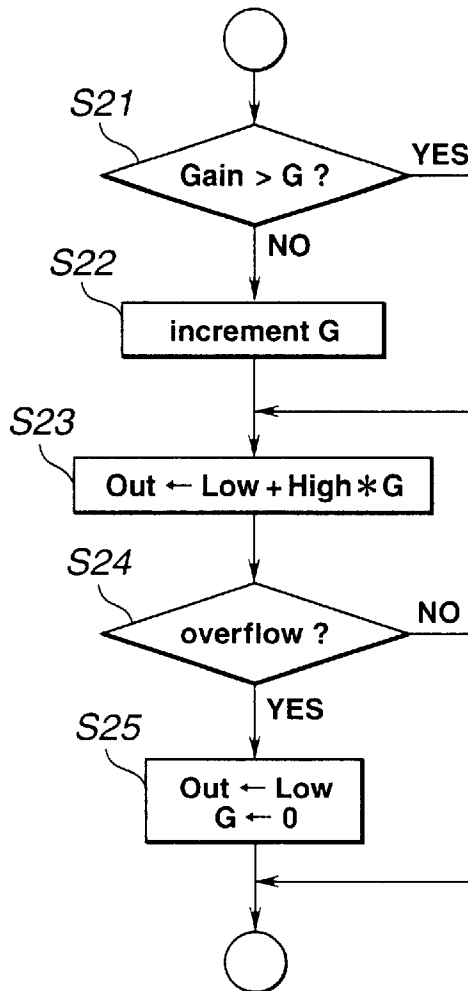 S21
Gain > G ?
YES
NO
S22
increment G
S23
Out ← Low + High * G
S24
overflow ?
NO
YES
S25
Out ← Low
G ← 0